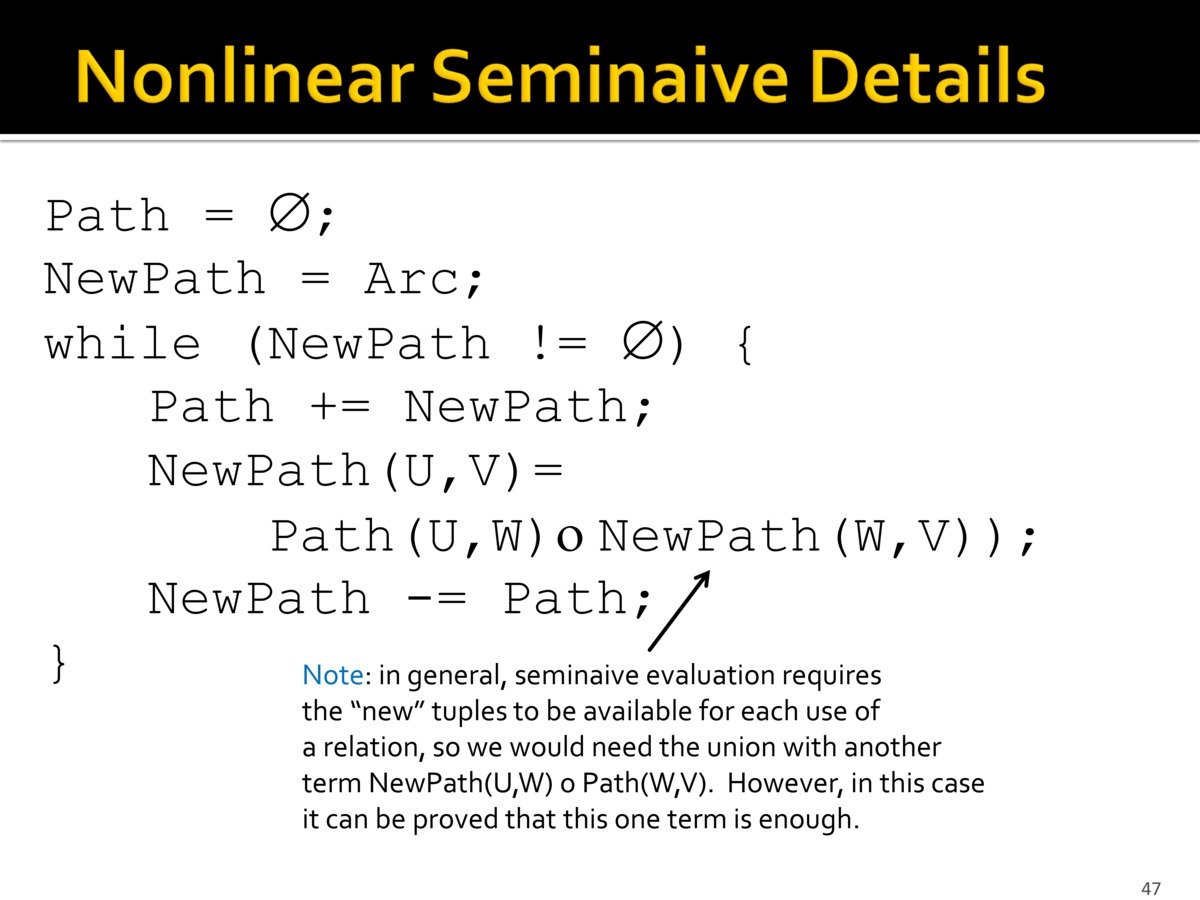 Nonlinear Seminaive Details
Path = ∅;
NewPath = Arc;
while (NewPath != ∅) {
Path += NewPath;
NewPath(U,V)=
Path(U,W)o NewPath(W,V));
NewPath -= Path;
}
Note: in general, seminaive evaluation requires
the “new” tuples to be available for each use of
a relation, so we would need the union with another
term NewPath(U,W) o Path(W,V).  However, in this case
it can be proved that this one term is enough.
47